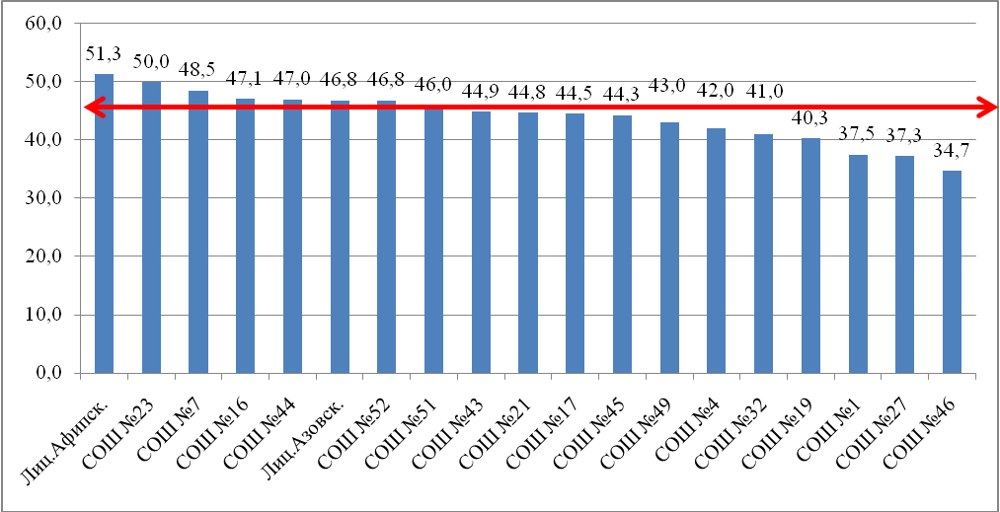 60,0
50,0
40,0
30,0
20,0
10,0
0,0
51,3
50,0
48,5
47,1
47,0
46,8
46,8
46,0
44,9
44,8
44,5
44,3
43,0
42,0
41,0
40,3
37,5
37,3
34,7
Лиц.Афипск.
СОШ №23
СОШ №7
СОШ №16
СОШ №44
Лиц.Азовск.
СОШ №52
СОШ №51
СОШ №43
СОШ №21
СОШ №17
СОШ №45
СОШ №49
СОШ №4
СОШ №32
СОШ №19
СОШ №1
СОШ №27
СОШ №46